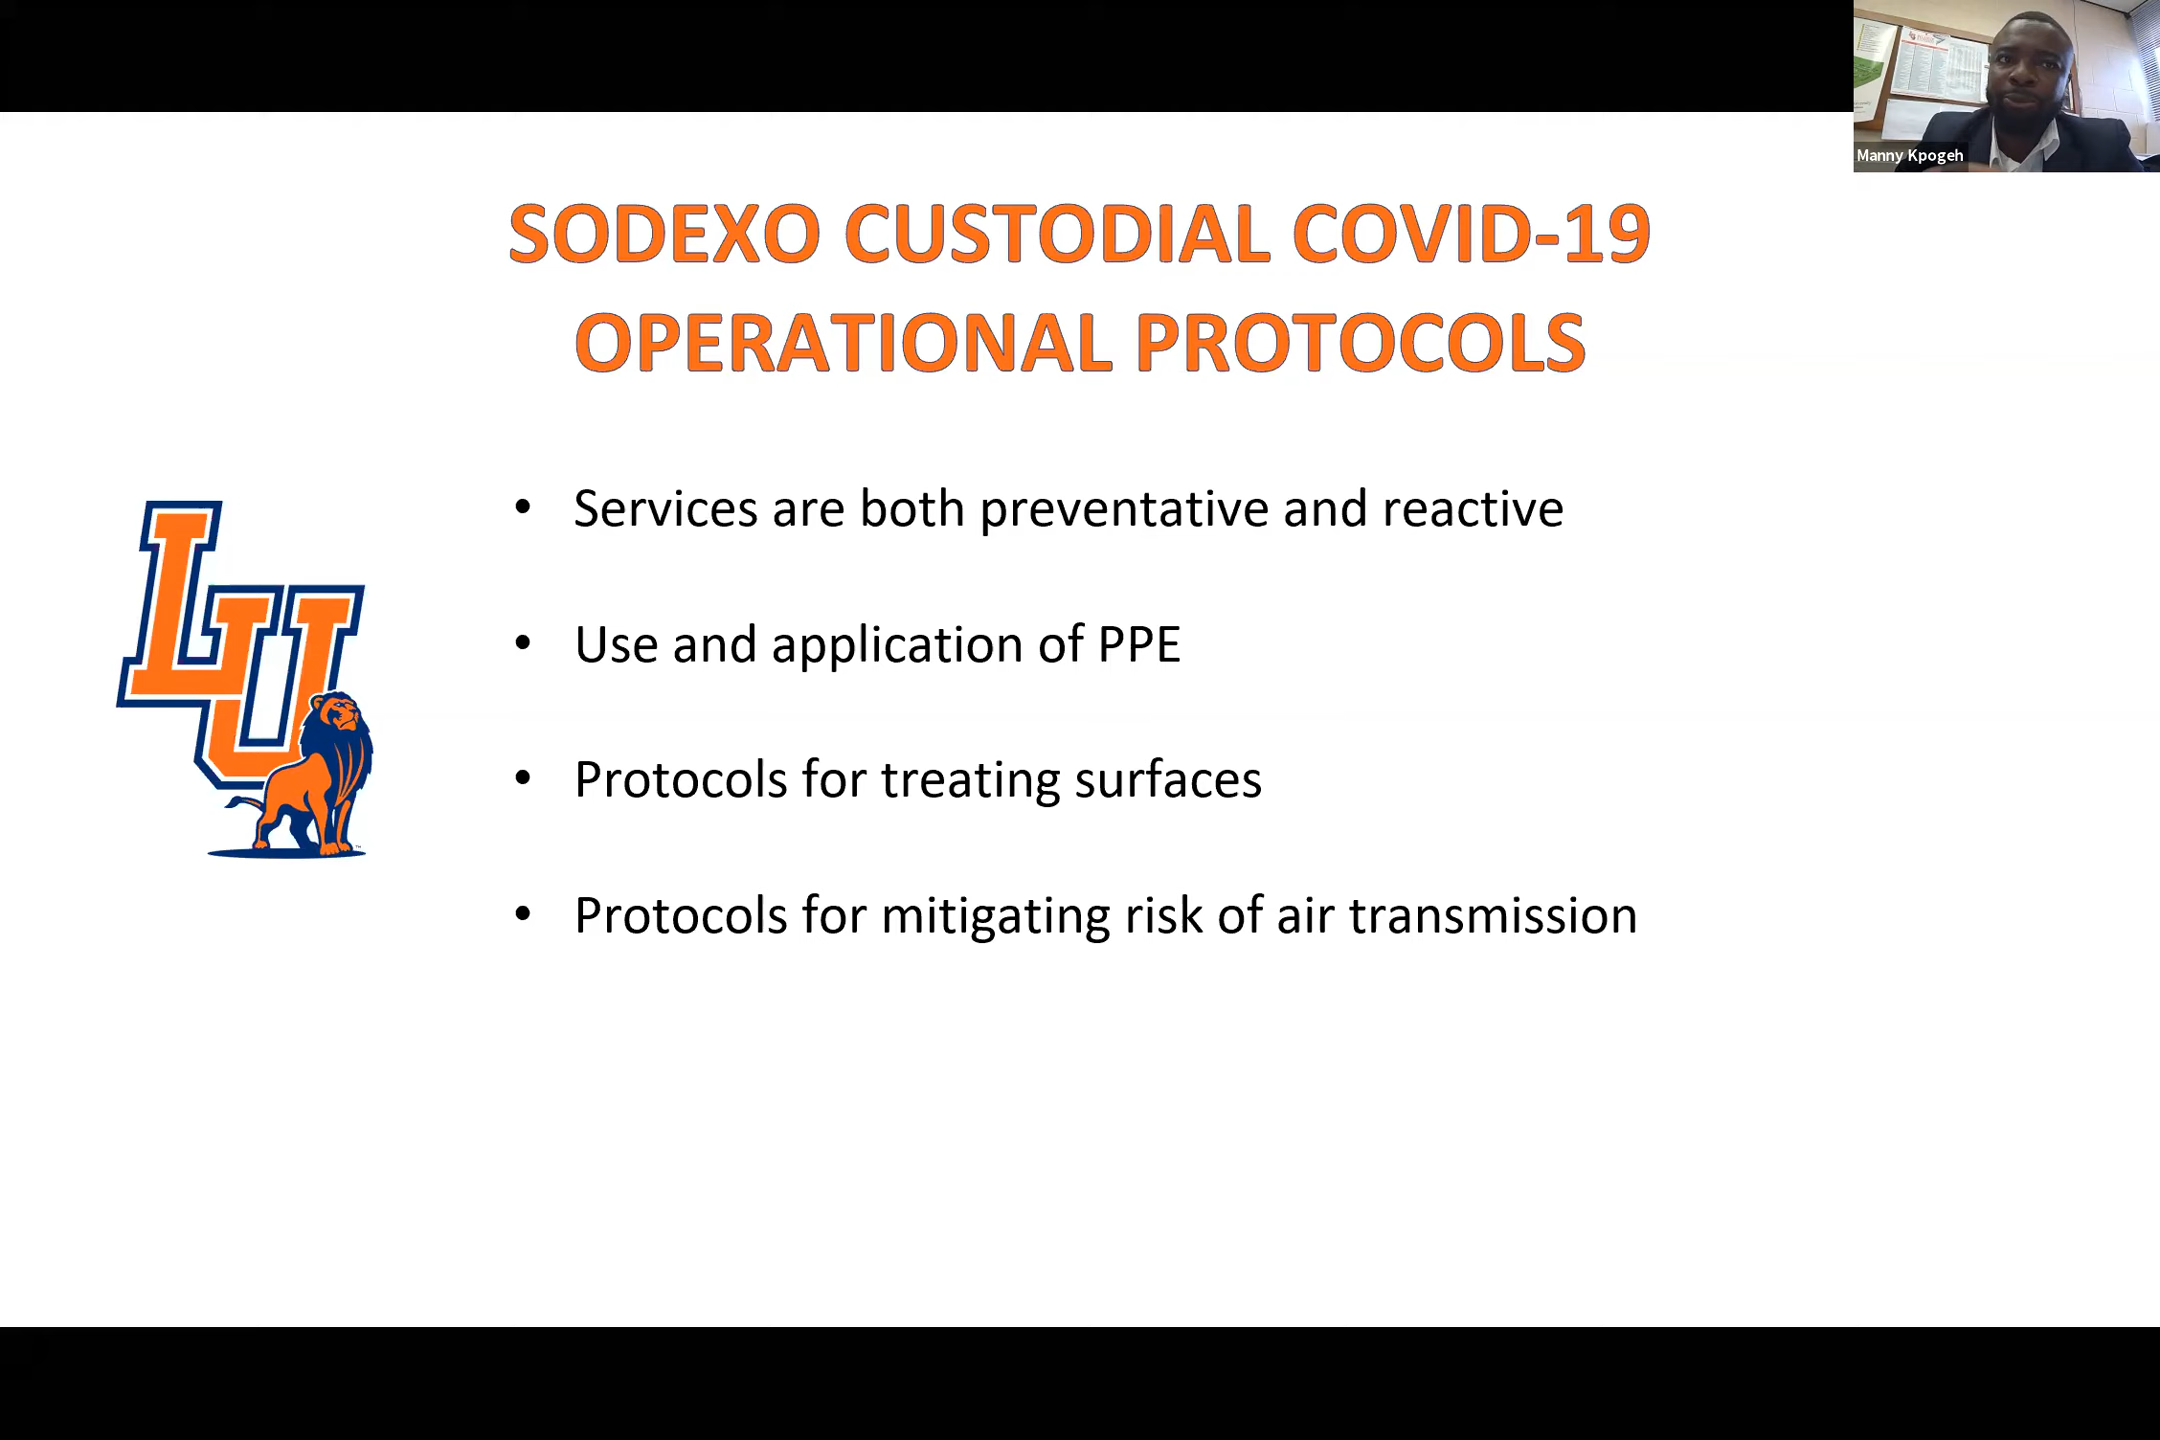 Manny Kpogeh
SODEXO CUSTODIAL COVID-19
OPERATIONAL PROTOCOLS
LU
• Services are both preventative and reactive
• Use and application of PPE
• Protocols for treating surfaces
• Protocols for mitigating risk of air transmission